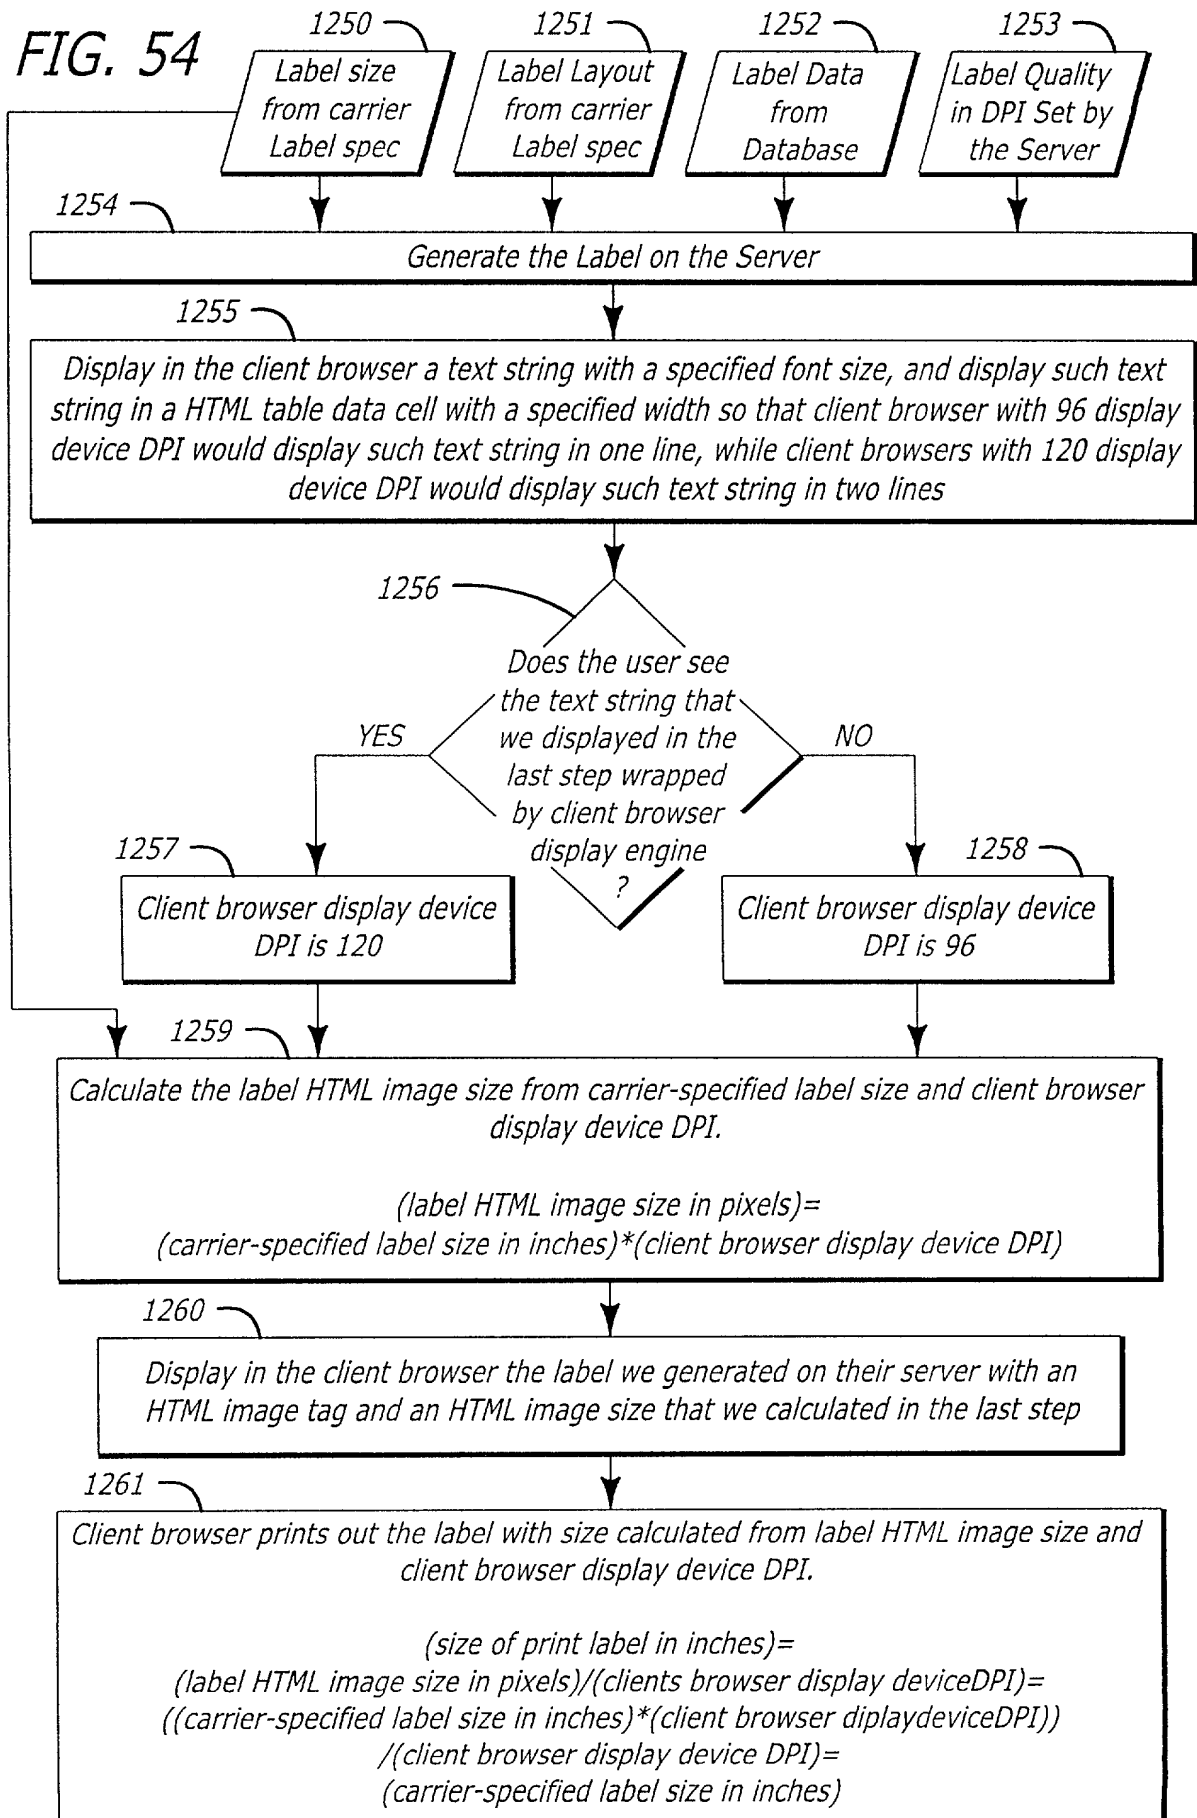 FIG. 54
1250
1251
1252
1253
Label size
from carrier
Label spec
Label Layout
from carrier
Label spec
Label Data
from
Database
Label Quality
in DPI Set by
the Server
1254
Generate the Label on the Server
1255
Display in the client browser a text string with a specified font size, and display such text
string in a HTML table data cell with a specified width so that client browser with 96 display
device DPI would display such text string in one line, while client browsers with 120 display
device DPI would display such text string in two lines
1256
Does the user see
the text string that
we displayed in the
last step wrapped
by client browser
display engine
?
YES
NO
1257
Client browser display device
DPI is 120
1258
Client browser display device
DPI is 96
1259
Calculate the label HTML image size from carrier-specified label size and client browser
display device DPI.
(label HTML image size in pixels)=
(carrier-specified label size in inches)*(client browser display device DPI)
1260
Display in the client browser the label we generated on their server with an
HTML image tag and an HTML image size that we calculated in the last step
1261
Client browser prints out the label with size calculated from label HTML image size and
client browser display device DPI.
(size of print label in inches)=
(label HTML image size in pixels)/(clients browser display deviceDPI)=
((carrier-specified label size in inches)*(client browser diplaydeviceDPI))
/(client browser display device DPI)=
(carrier-specified label size in inches)